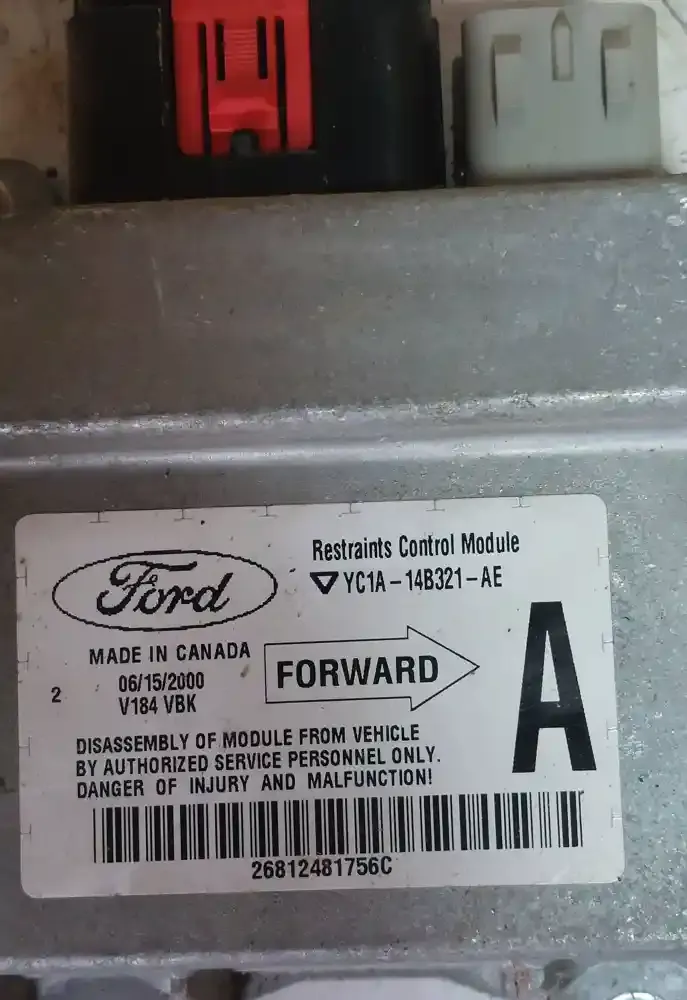 Ford
Restraints Control Module
YC1A-14B321-AE
MADE IN CANADA
06/15/2000
V184 VBK
2
FORWARD
A
DISASSEMBLY OF MODULE FROM VEHICLE
BY AUTHORIZED SERVICE PERSONNEL ONLY.
DANGER OF INJURY AND MALFUNCTION!
26812481756C